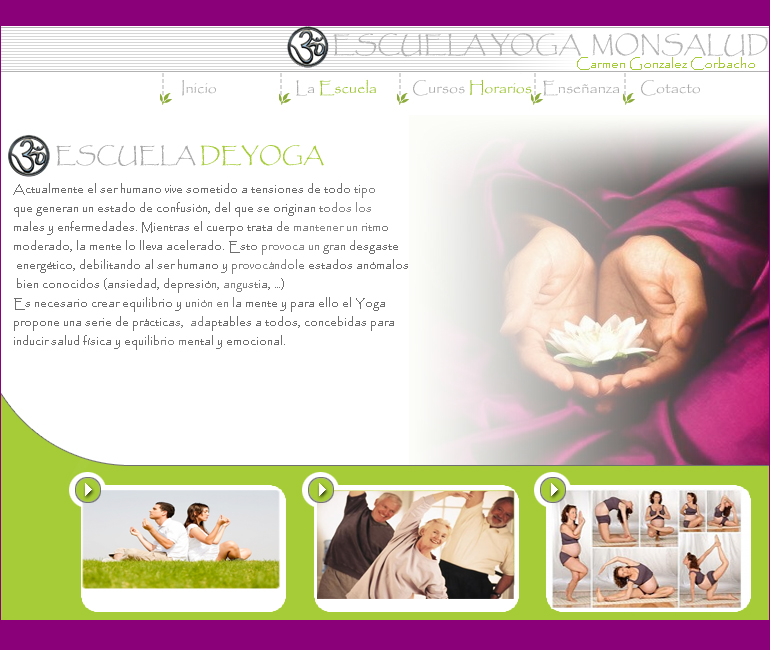 ESCUELA YOGA MONSALUD
Carmen Gonzalez Corbacho
Inicio La Escuela Cursos Horarios Enseñanza Cotacto
ESCUELA DE YOGA
Actualmente el ser humano vive sometido a tensiones de todo tipo
que generan un estado de confusión, del que se originan todos los
males y enfermedades. Mientras el cuerpo trata de mantener un ritmo
moderado, la mente lo lleva acelerado. Esto provoca un gran desgaste
energético, debilitando al ser humano y provocándole estados anómalos
bien conocidos (ansiedad, depresión, angustia, ...)
Es necesario crear equilibrio y unión en la mente y para ello el Yoga
propone una serie de prácticas, adaptables a todos, concebidas para
inducir salud física y equilibrio mental y emocional.